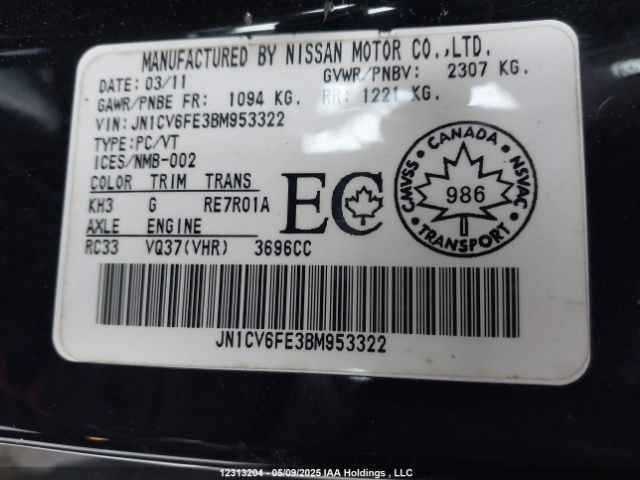 MANUFACTURED BY NISSAN MOTOR CO.,LTD.
DATE: 03/11 GVWR/PNBV: 2307 KG.
GAWR/PNBE FR: 1094 KG. RR: 1221 KG.
VIN: JN1CV6FE3BM953322
TYPE: PC/VT
ICES/NMB-002
COLOR TRIM TRANS
KH3 G RE7R01A
AXLE ENGINE
RC33 VQ37(VHR) 3696CC
EC
CANADA
CMVSS
NSVAC
986
TRANSPORT
JN1CV6FE3BM953322
12313204 - 05/09/2025 IAA Holdings , LLC